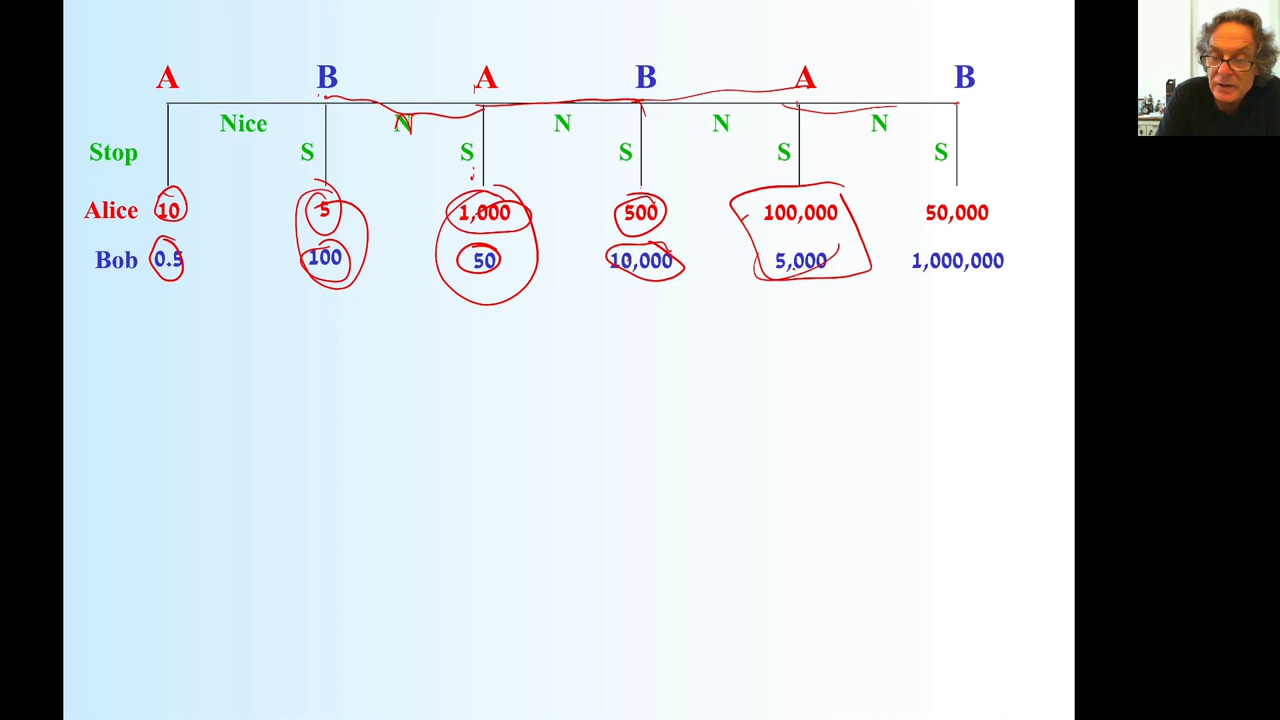 A B A B A B
Nice N N N N
Stop S S S S S
Alice 10 5 1,000 500 100,000 50,000
Bob 0.5 100 50 10,000 5,000 1,000,000